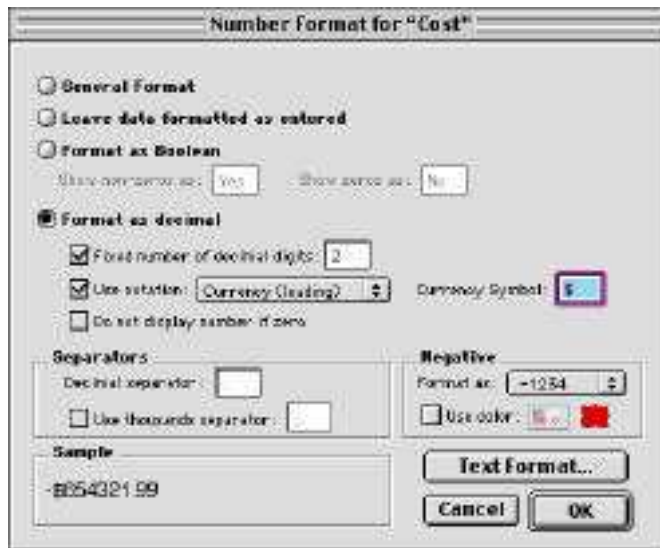 Number Format for "Cost"
General Format
Leave data formatted as entered
Format as Boolean
Show non-zeros as: Yes Show zeros as: No
Format as decimal
Fixed number of decimal digits: 2
Use notation: Currency (leading) Currency Symbol: $
Do not display number if zero
Separators
Decimal separator:
Use thousands separator:
Negative
Format as: -1234
Use color:
Sample
-$654321.99
Text Format...
Cancel OK